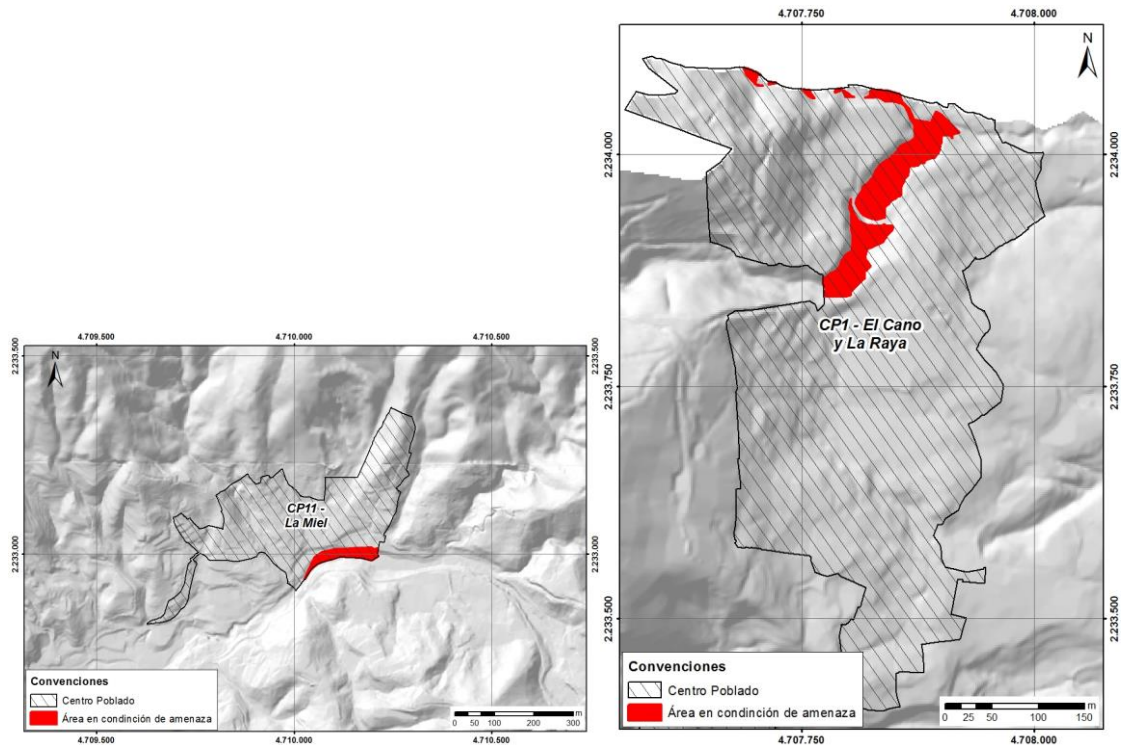 4.709.500
4.710.000
4.710.500
2.233.500
2.233.500
N
CP11 -
La Miel
2.233.000
2.233.000
Convenciones
Centro Poblado
Área en condinción de amenaza
0 50 100 200 300 m
4.709.500
4.710.000
4.710.500
4.707.750
4.708.000
N
2.234.000
2.234.000
CP1 - El Cano
y La Raya
2.233.750
2.233.750
2.233.500
2.233.500
Convenciones
Centro Poblado
Área en condinción de amenaza
0 25 50 100 150 m
4.707.750
4.708.000